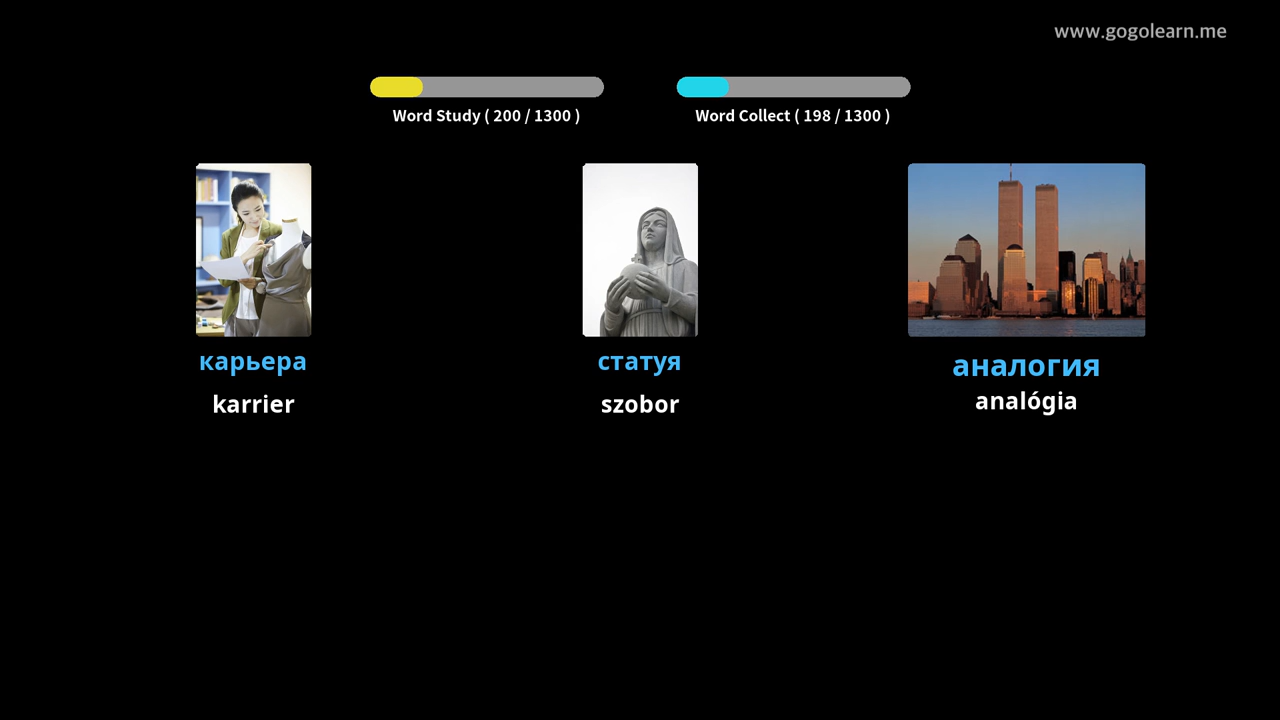 www.gogolearn.me
Word Study ( 200 / 1300 )
Word Collect ( 198 / 1300 )
карьера
статуя
аналогия
karrier
szobor
analógia